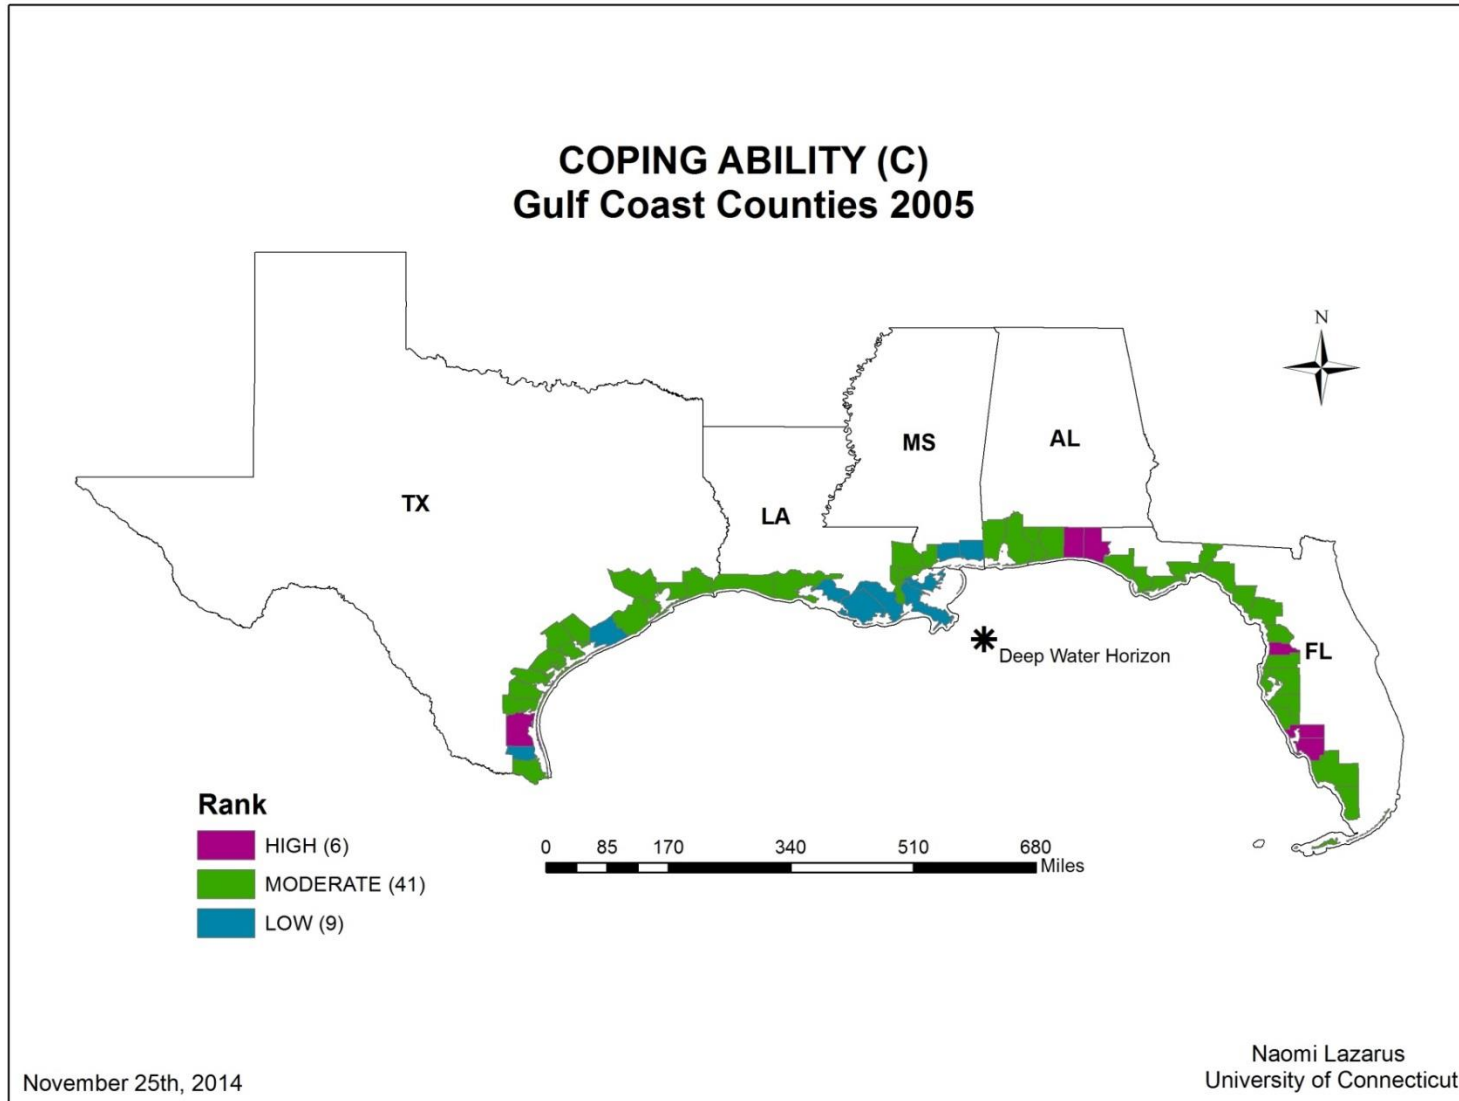 COPING ABILITY (C)
Gulf Coast Counties 2005
N
MS
AL
TX
LA
FL
Deep Water Horizon
Rank
HIGH (6)
MODERATE (41)
LOW (9)
0 85 170 340 510 680
Miles
November 25th, 2014
Naomi Lazarus
University of Connecticut